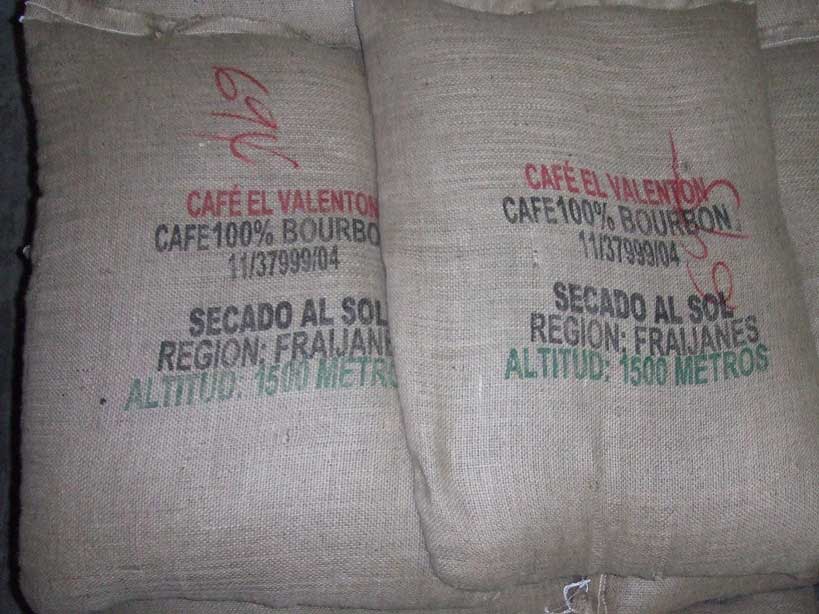 CAFÉ EL VALENTON
CAFE100% BOURBO
11/37999/04
SECADO AL SOL
REGION: FRAIJANE
ALTITUD: 1500 METRO
CAFÉ EL VALENTON
CAFE100% BOURBON
11/37999/04
SECADO AL SOL
REGION: FRAIJANES
ALTITUD: 1500 METROS